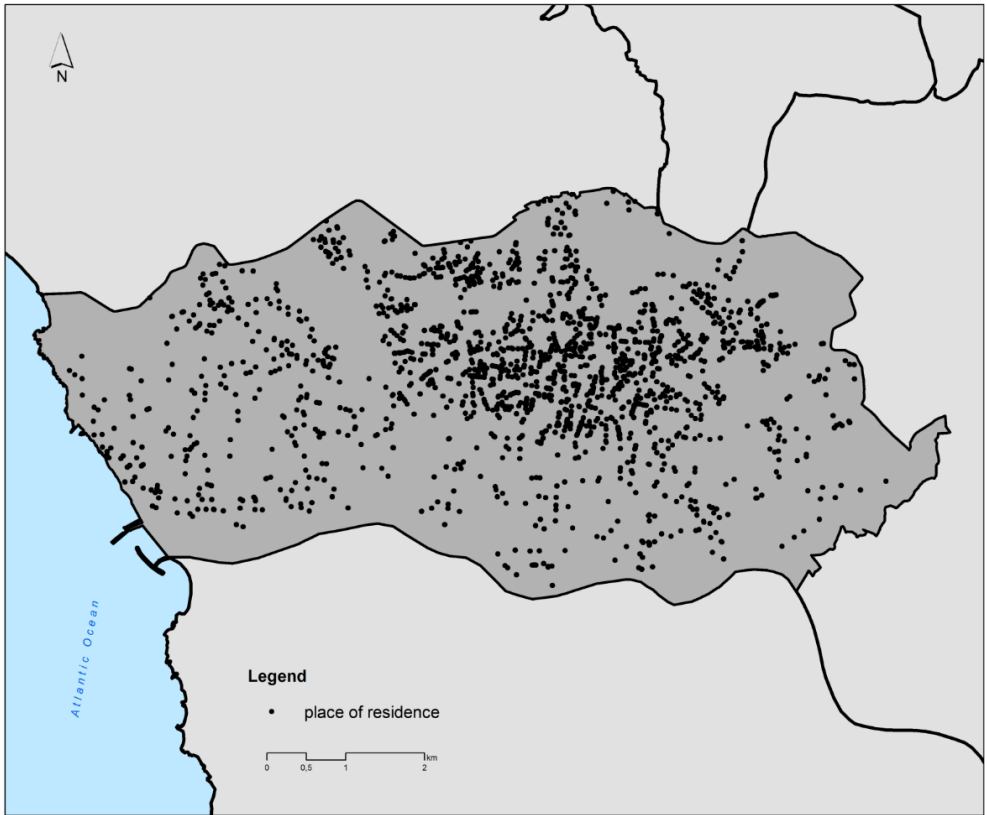 N
Atlantic Ocean
Legend
place of residence
km
0 0,5 1 2